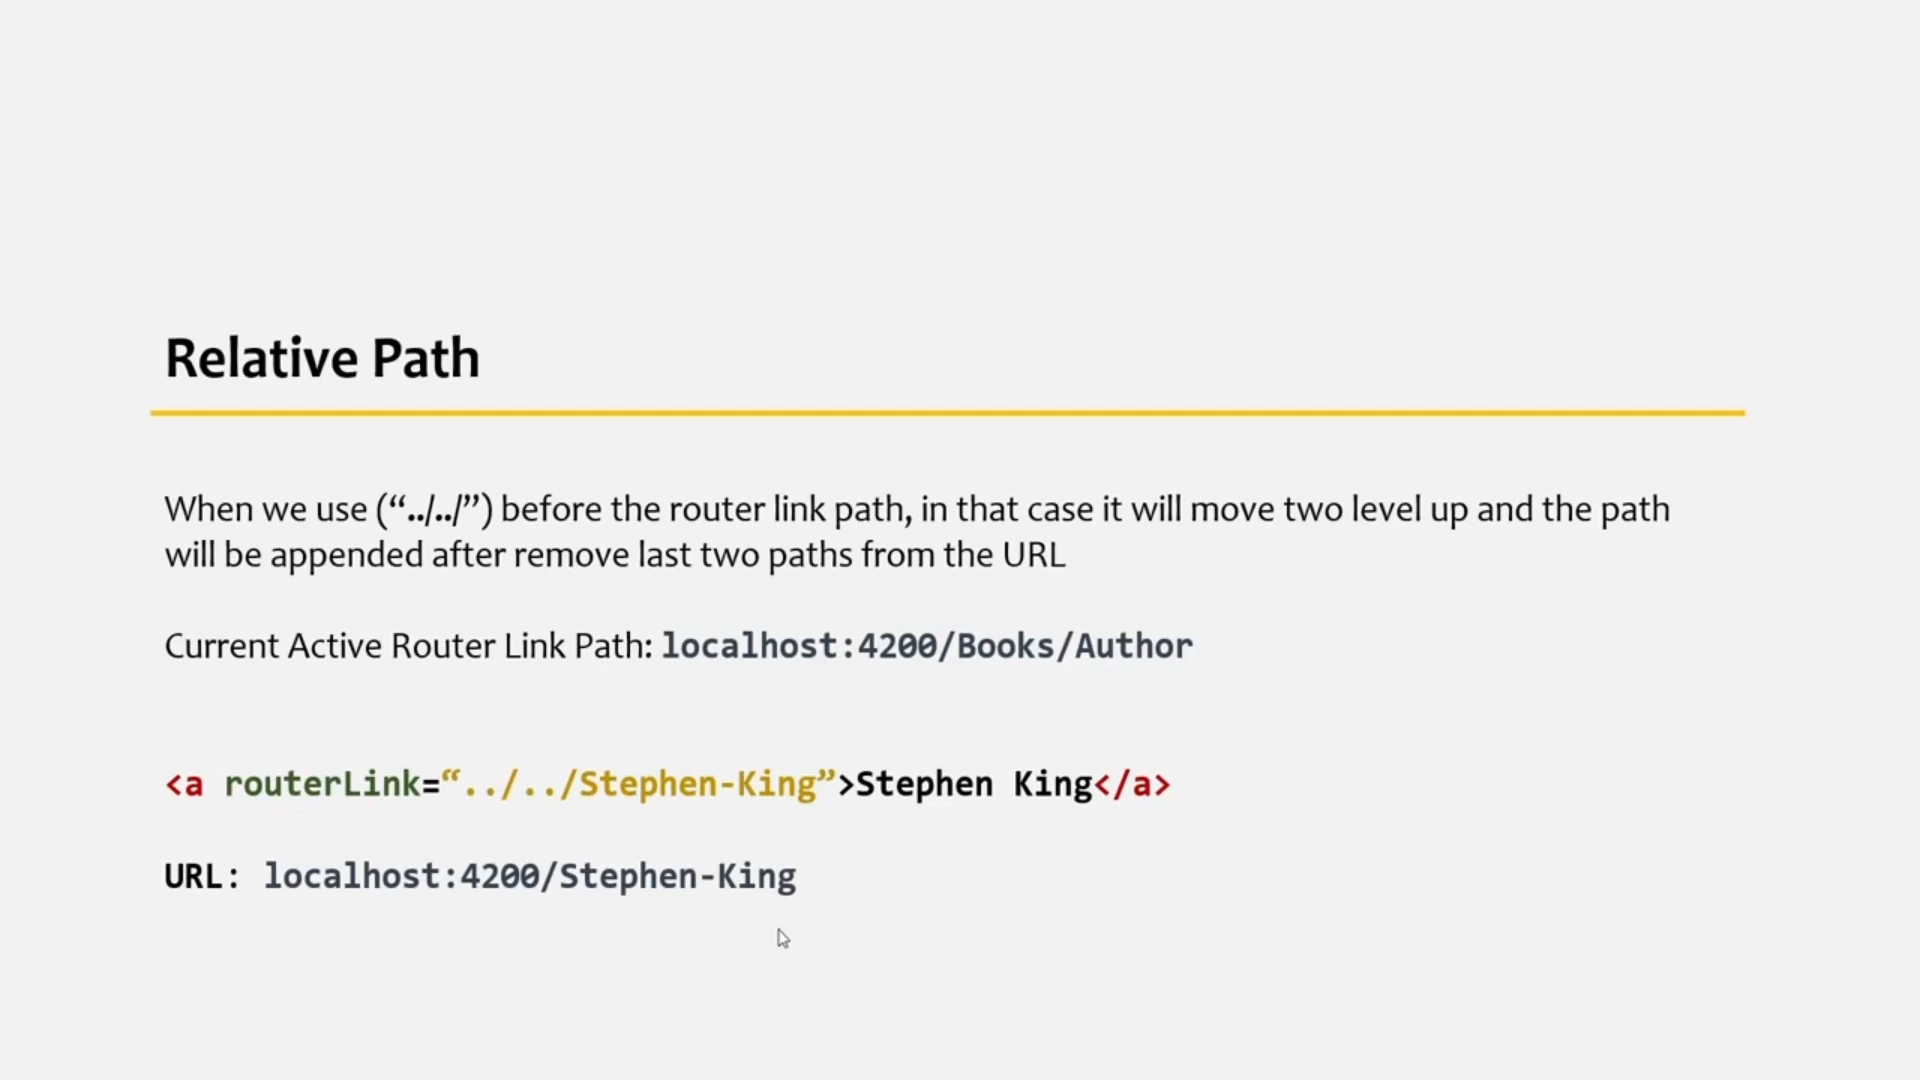 Relative Path
When we use (“../../”) before the router link path, in that case it will move two level up and the path
will be appended after remove last two paths from the URL
Current Active Router Link Path: localhost:4200/Books/Author
<a routerLink=“../../Stephen-King”>Stephen King</a>
URL: localhost:4200/Stephen-King